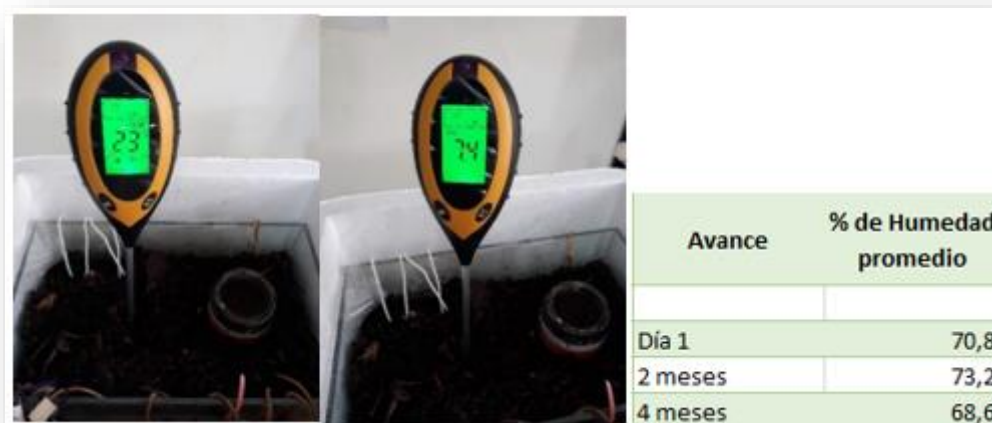 23
74
Avance % de Humedad promedio
Día 1 70,8
2 meses 73,2
4 meses 68,6